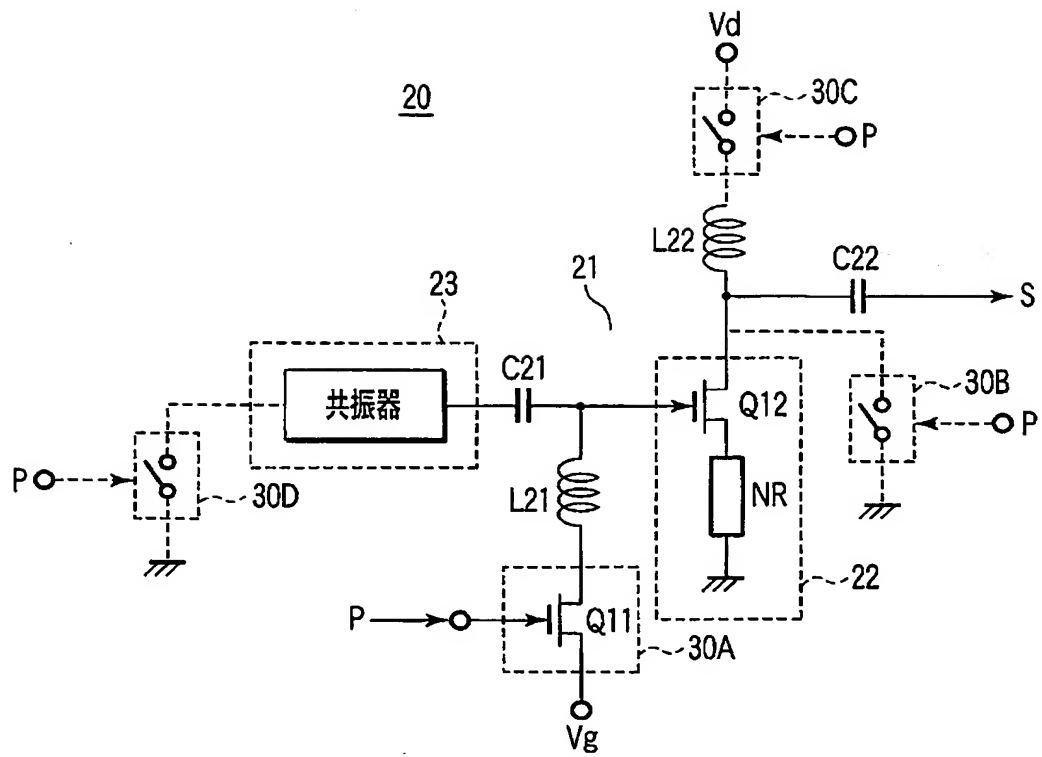 Vd
20
30C
P
L22
C22
S
21
23
C21
共振器
Q12
30B
P
P
30D
L21
NR
22
P
Q11
30A
Vg